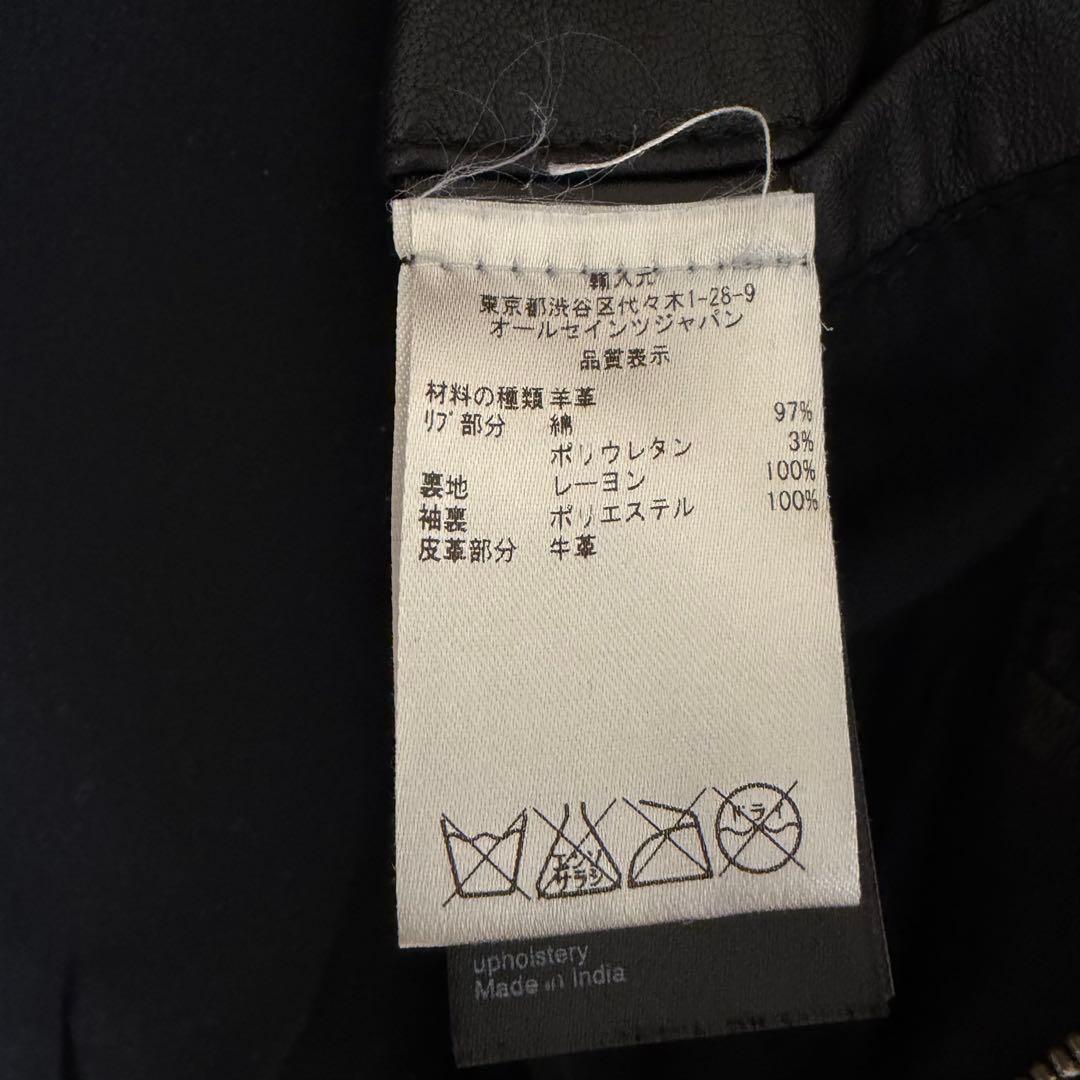 輸入元
東京都渋谷区代々木1-28-9
オールセインツジャパン
品質表示
材料の種類 羊革
リブ部分 綿 97%
ポリウレタン 3%
裏地 レーヨン 100%
袖裏 ポリエステル 100%
皮革部分 牛革
エンソ
サラシ
ドライ
upholstery
Made in India